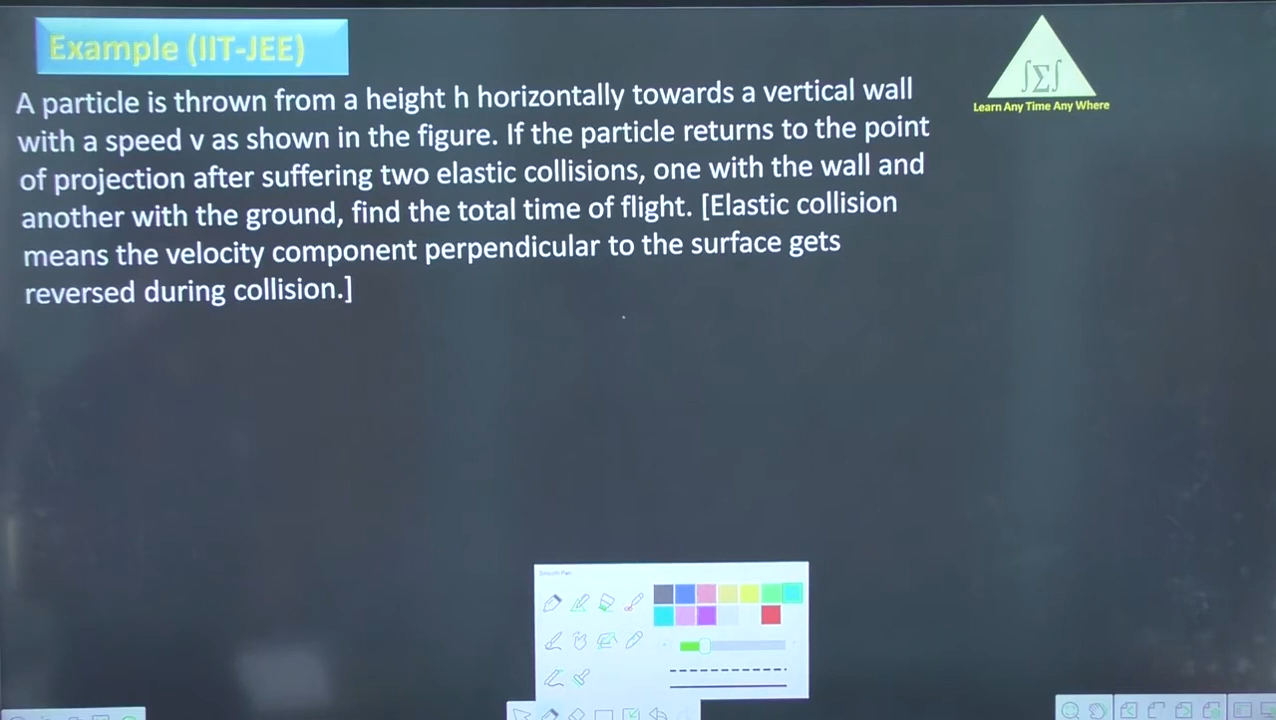 Example (IIT-JEE)
∫Σ∫
Learn Any Time Any Where
A particle is thrown from a height h horizontally towards a vertical wall
with a speed v as shown in the figure. If the particle returns to the point
of projection after suffering two elastic collisions, one with the wall and
another with the ground, find the total time of flight. [Elastic collision
means the velocity component perpendicular to the surface gets
reversed during collision.]
Smooth Pen